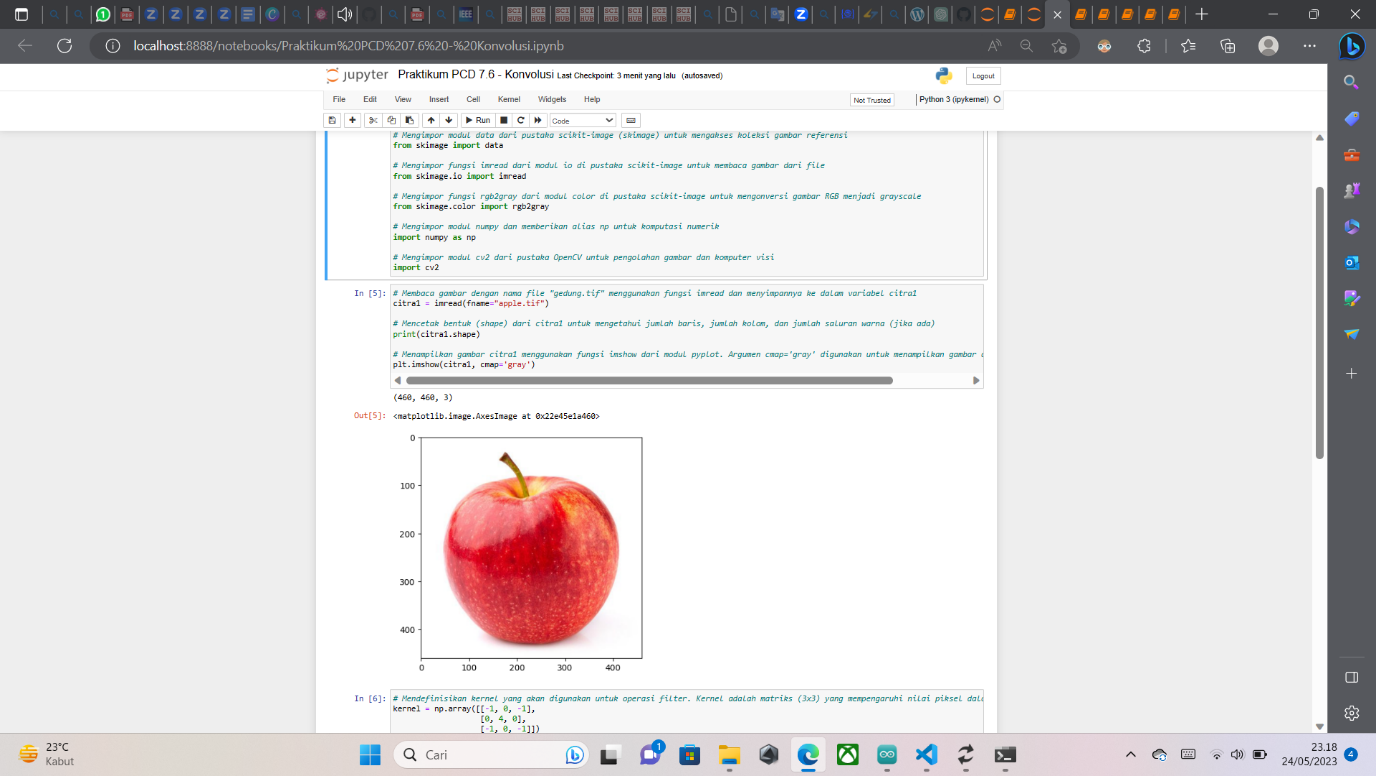 localhost:8888/notebooks/Praktikum%20PCD%207.6%20-%20Konvolusi.ipynb
jupyter Praktikum PCD 7.6 - Konvolusi Last Checkpoint: 3 menit yang lalu (autosaved)
Logout
File Edit View Insert Cell Kernel Widgets Help
Not Trusted
Python 3 (ipykernel)
Run
Code
# Mengimpor modul data dari pustaka scikit-image (skimage) untuk mengakses koleksi gambar referensi
from skimage import data
# Mengimpor fungsi imread dari modul io di pustaka scikit-image untuk membaca gambar dari file
from skimage.io import imread
# Mengimpor fungsi rgb2gray dari modul color di pustaka scikit-image untuk mengonversi gambar RGB menjadi grayscale
from skimage.color import rgb2gray
# Mengimpor modul numpy dan memberikan alias np untuk komputasi numerik
import numpy as np
# Mengimpor modul cv2 dari pustaka OpenCV untuk pengolahan gambar dan komputer visi
import cv2
In [5]: # Membaca gambar dengan nama file "gedung.tif" menggunakan fungsi imread dan menyimpannya ke dalam variabel citra1
citra1 = imread(fname="apple.tif")
# Mencetak bentuk (shape) dari citra1 untuk mengetahui jumlah baris, jumlah kolom, dan jumlah saluran warna (jika ada)
print(citra1.shape)
# Menampilkan gambar citra1 menggunakan fungsi imshow dari modul pyplot. Argumen cmap='gray' digunakan untuk menampilkan gambar
plt.imshow(citra1, cmap='gray')
(460, 460, 3)
Out[5]: <matplotlib.image.AxesImage at 0x22e45e1a460>
0
100
200
300
400
0 100 200 300 400
In [6]: # Mendefinisikan kernel yang akan digunakan untuk operasi filter. Kernel adalah matriks (3x3) yang mempengaruhi nilai piksel dal
kernel = np.array([[-1, 0, -1],
[0, 4, 0],
[-1, 0, -1]])
23°C
Kabut
Cari
1
23.18
24/05/2023
4